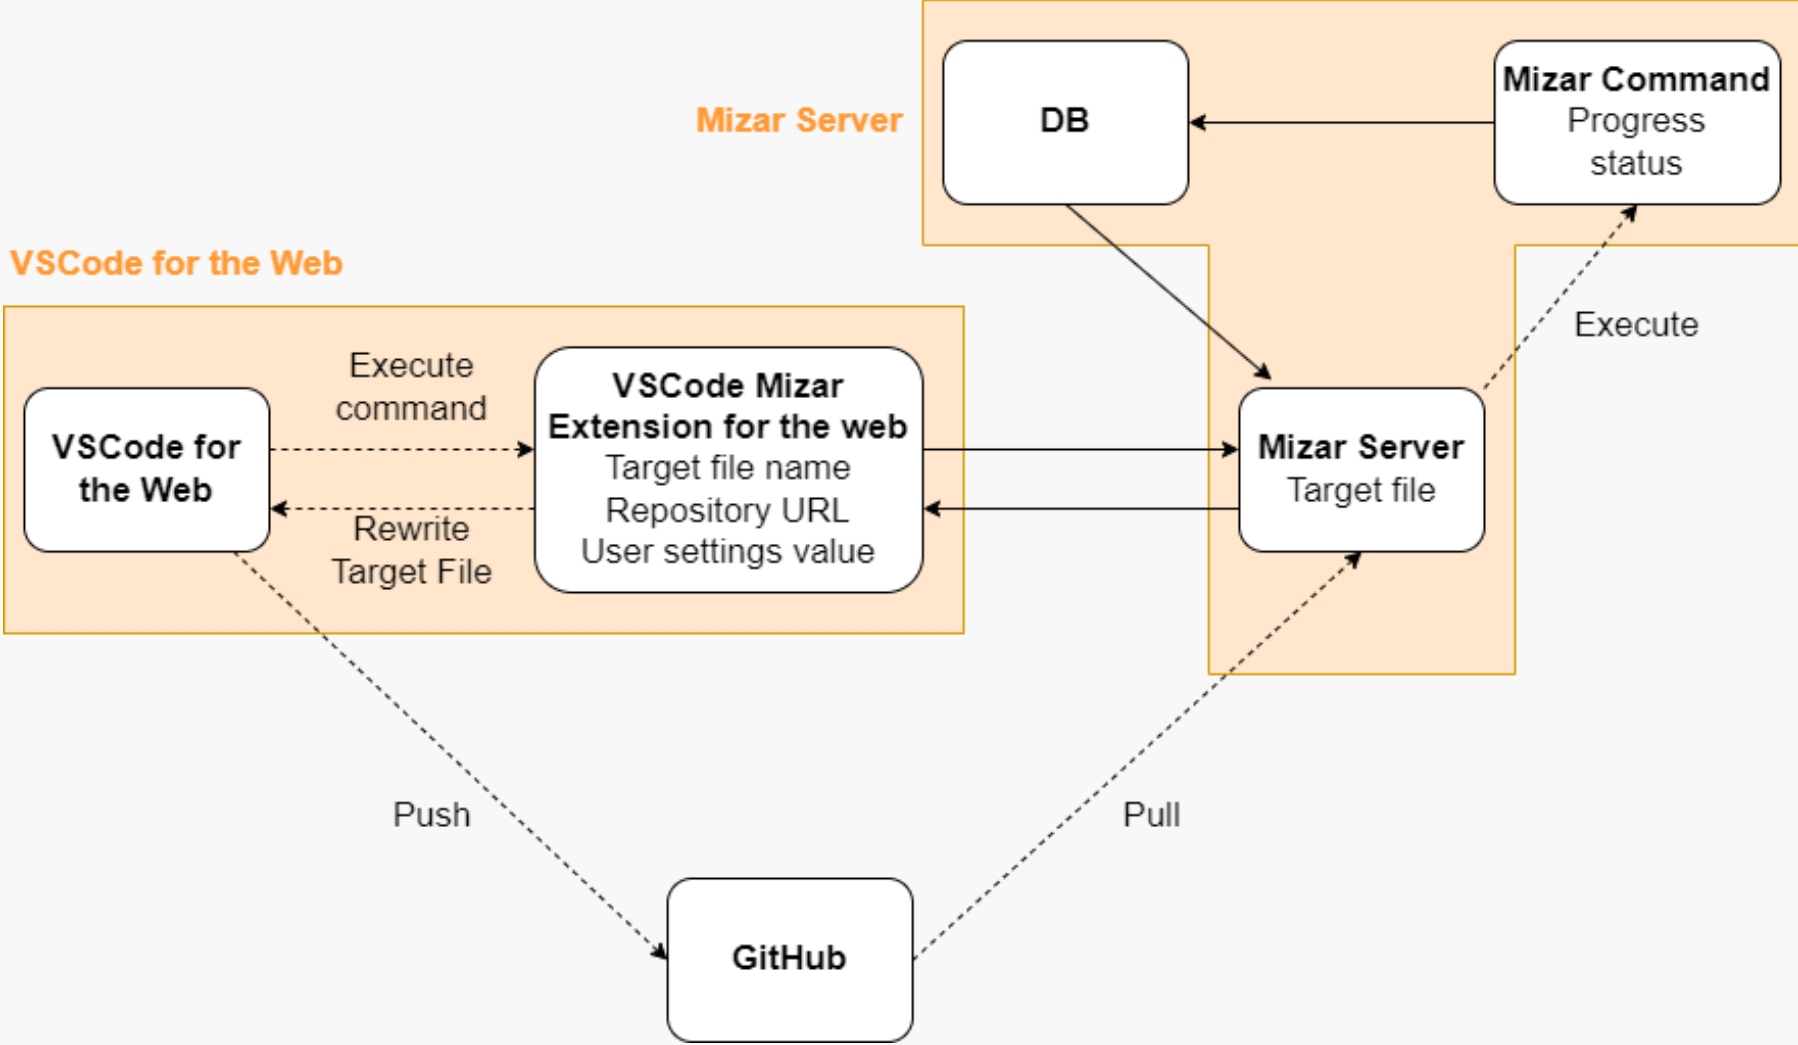 Mizar Server
DB
Mizar Command
Progress
status
VSCode for the Web
Execute
Execute
command
VSCode for
the Web
VSCode Mizar
Extension for the web
Target file name
Repository URL
User settings value
Mizar Server
Target file
Rewrite
Target File
Push
Pull
GitHub